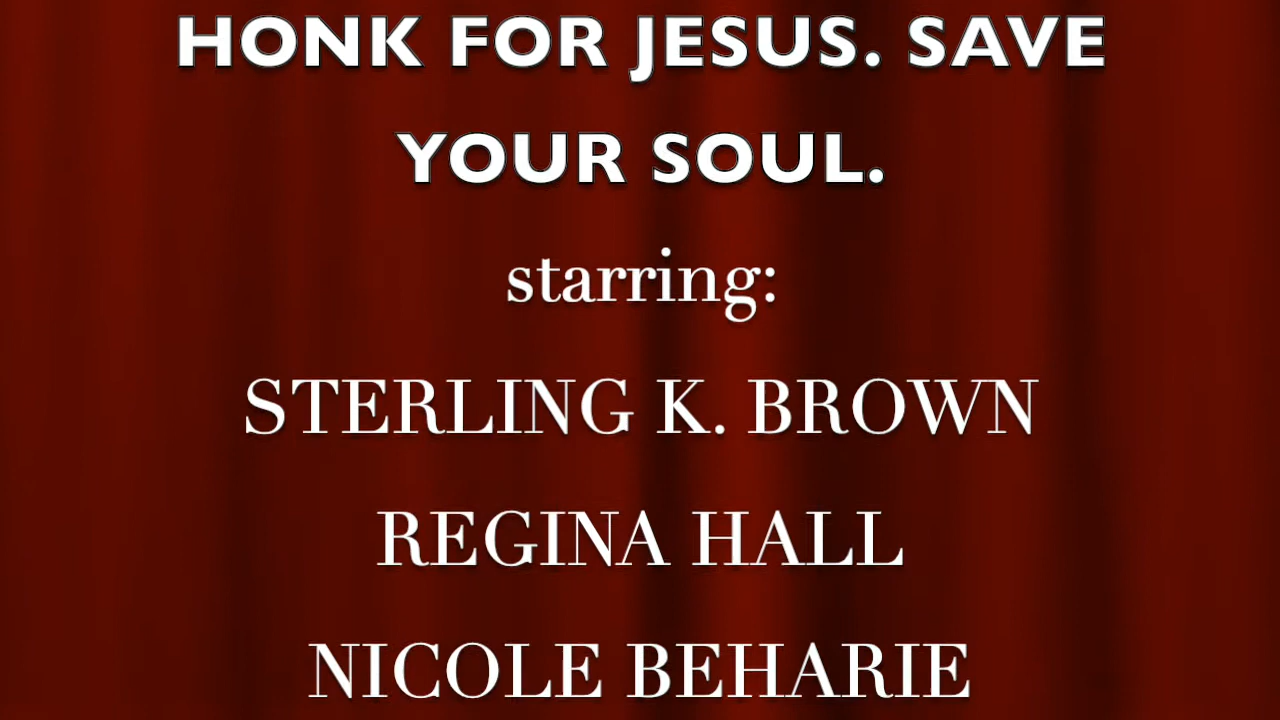 HONK FOR JESUS. SAVE
YOUR SOUL.
starring:
STERLING K. BROWN
REGINA HALL
NICOLE BEHARIE